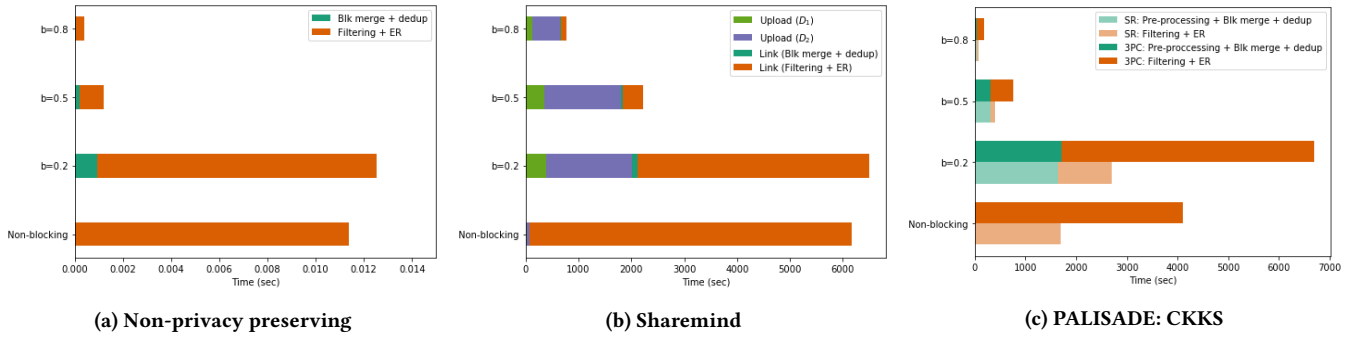 b=0.8
b=0.5
b=0.2
Non-blocking
0.000 0.002 0.004 0.006 0.008 0.010 0.012 0.014
Time (sec)
Blk merge + dedup
Filtering + ER
(a) Non-privacy preserving
b=0.8
b=0.5
b=0.2
Non-blocking
0 1000 2000 3000 4000 5000 6000
Time (sec)
Upload (D₁)
Upload (D₂)
Link (Blk merge + dedup)
Link (Filtering + ER)
(b) Sharemind
b=0.8
b=0.5
b=0.2
Non-blocking
0 1000 2000 3000 4000 5000 6000 7000
Time (sec)
SR: Pre-processing + Blk merge + dedup
SR: Filtering + ER
3PC: Pre-proccessing + Blk merge + dedup
3PC: Filtering + ER
(c) PALISADE: CKKS